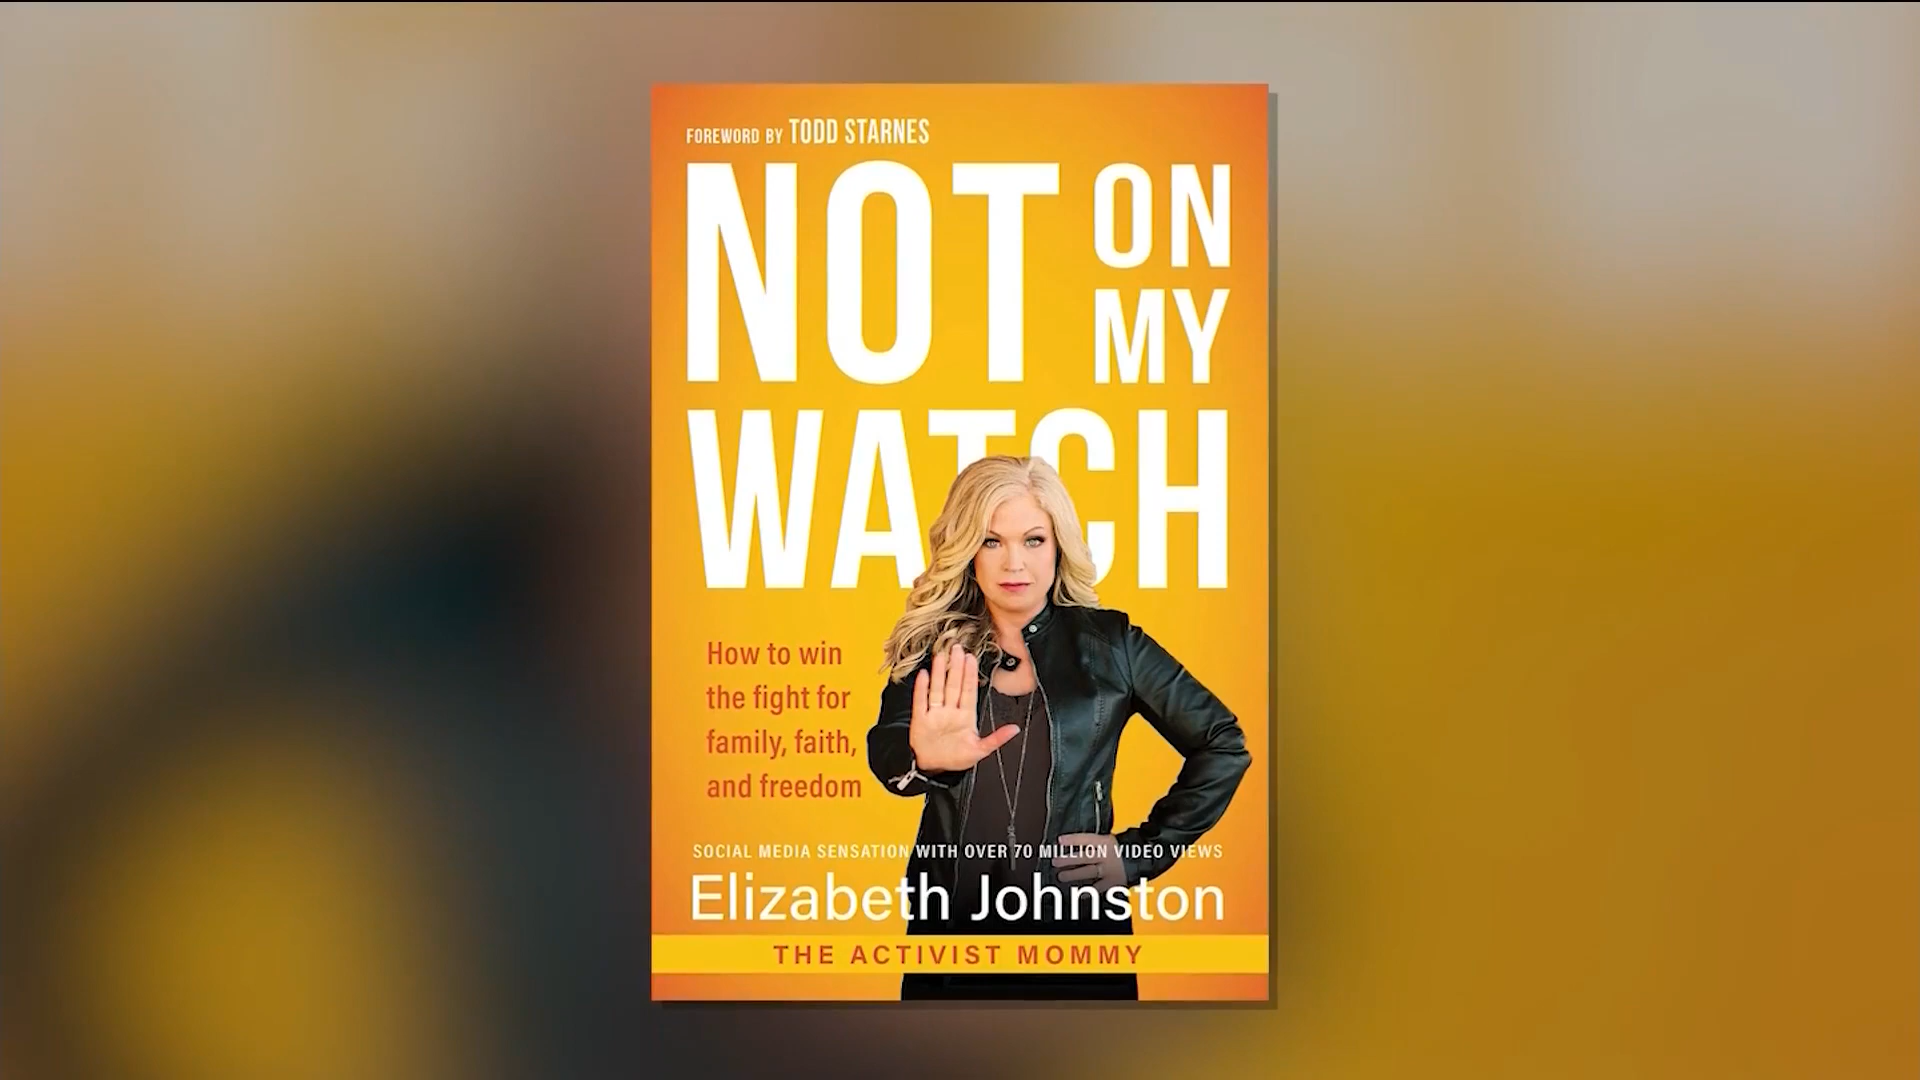 FOREWORD BY TODD STARNES
NOT ON
MY
WATCH
How to win
the fight for
family, faith,
and freedom
SOCIAL MEDIA SENSATION WITH OVER 70 MILLION VIDEO VIEWS
Elizabeth Johnston
THE ACTIVIST MOMMY